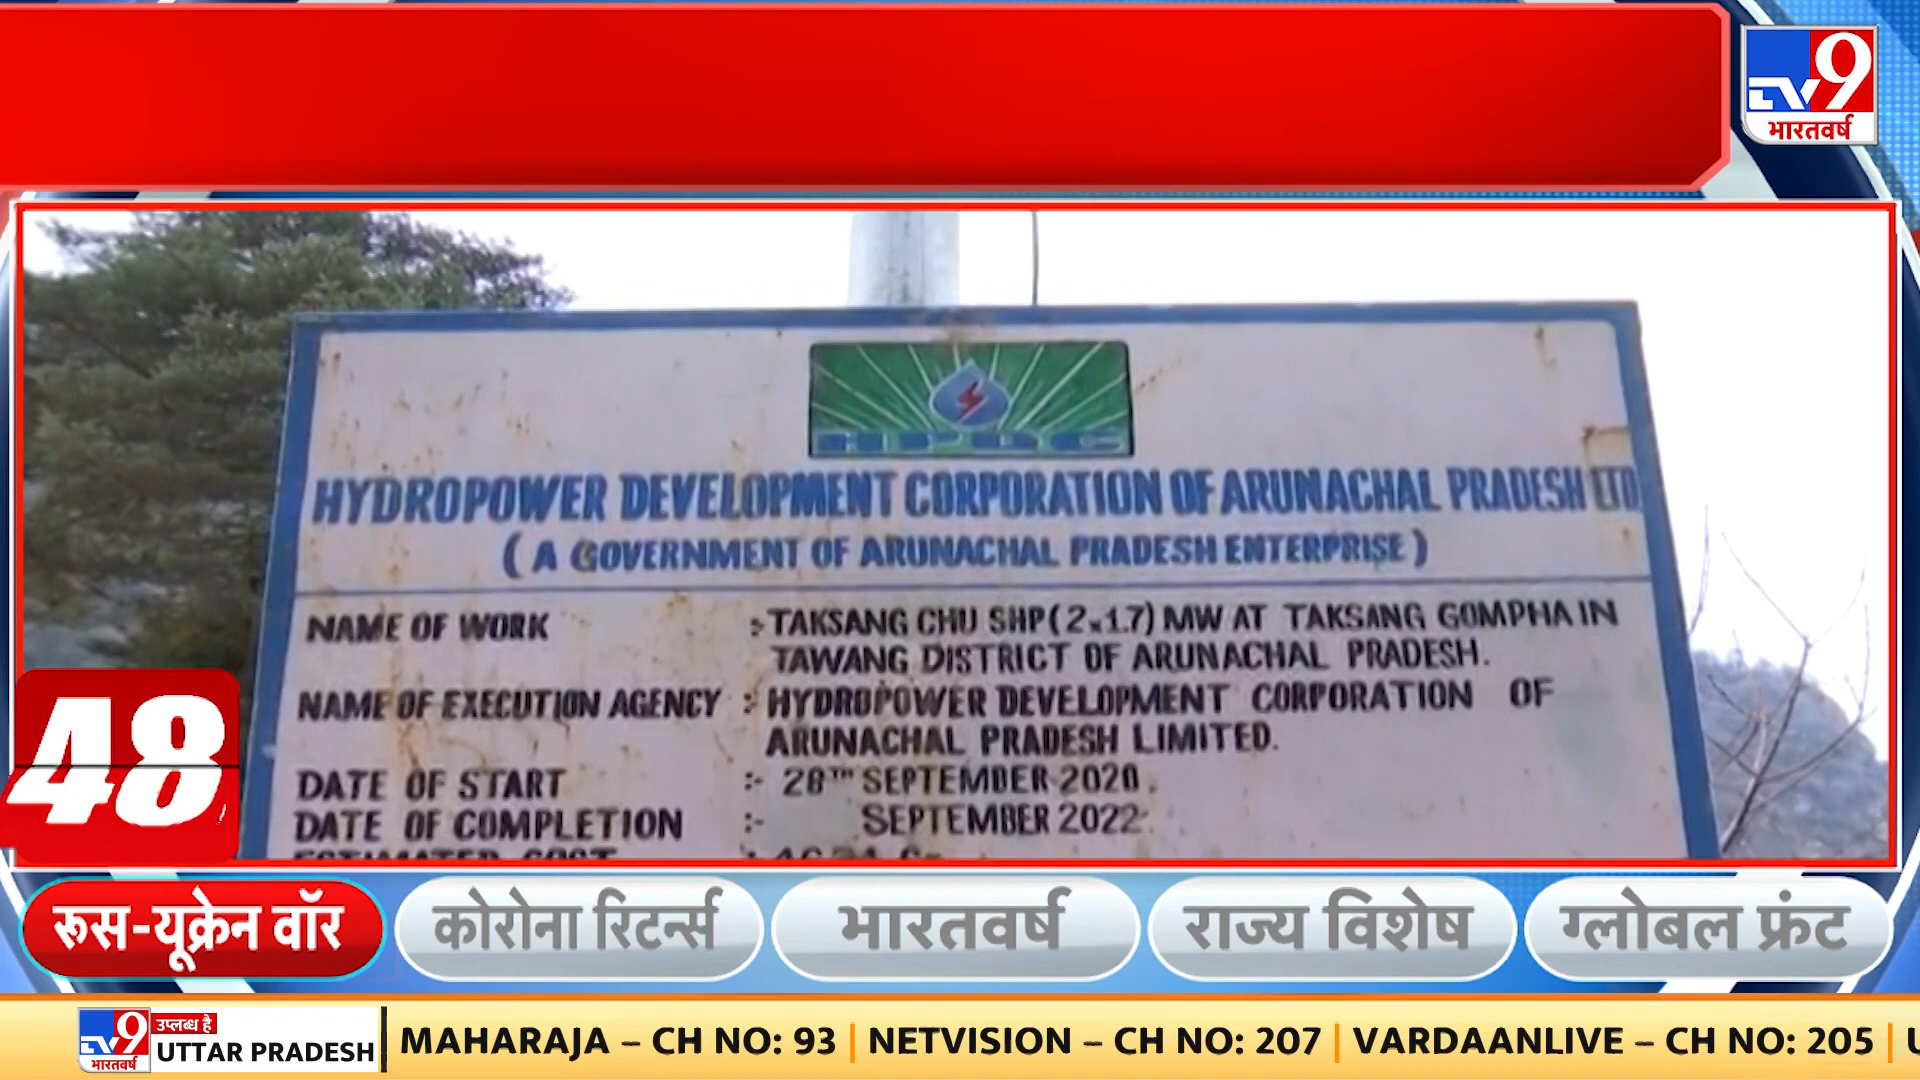 TV9
भारतवर्ष
HPDC
HYDROPOWER DEVELOPMENT CORPORATION OF ARUNACHAL PRADESH LTD
( A GOVERNMENT OF ARUNACHAL PRADESH ENTERPRISE )
NAME OF WORK :- TAKSANG CHU SHP ( 2x1.7) MW AT TAKSANG GOMPHA IN
TAWANG DISTRICT OF ARUNACHAL PRADESH.
NAME OF EXECUTION AGENCY :- HYDROPOWER DEVELOPMENT CORPORATION OF
ARUNACHAL PRADESH LIMITED.
DATE OF START :- 28TH SEPTEMBER 2020.
DATE OF COMPLETION :- SEPTEMBER 2022.
ESTIMATED COST
48
रूस-यूक्रेन वॉर कोरोना रिटर्न्स भारतवर्ष राज्य विशेष ग्लोबल फ्रंट
TV9 भारतवर्ष उपलब्ध है
UTTAR PRADESH MAHARAJA – CH NO: 93 | NETVISION – CH NO: 207 | VARDAANLIVE – CH NO: 205 |